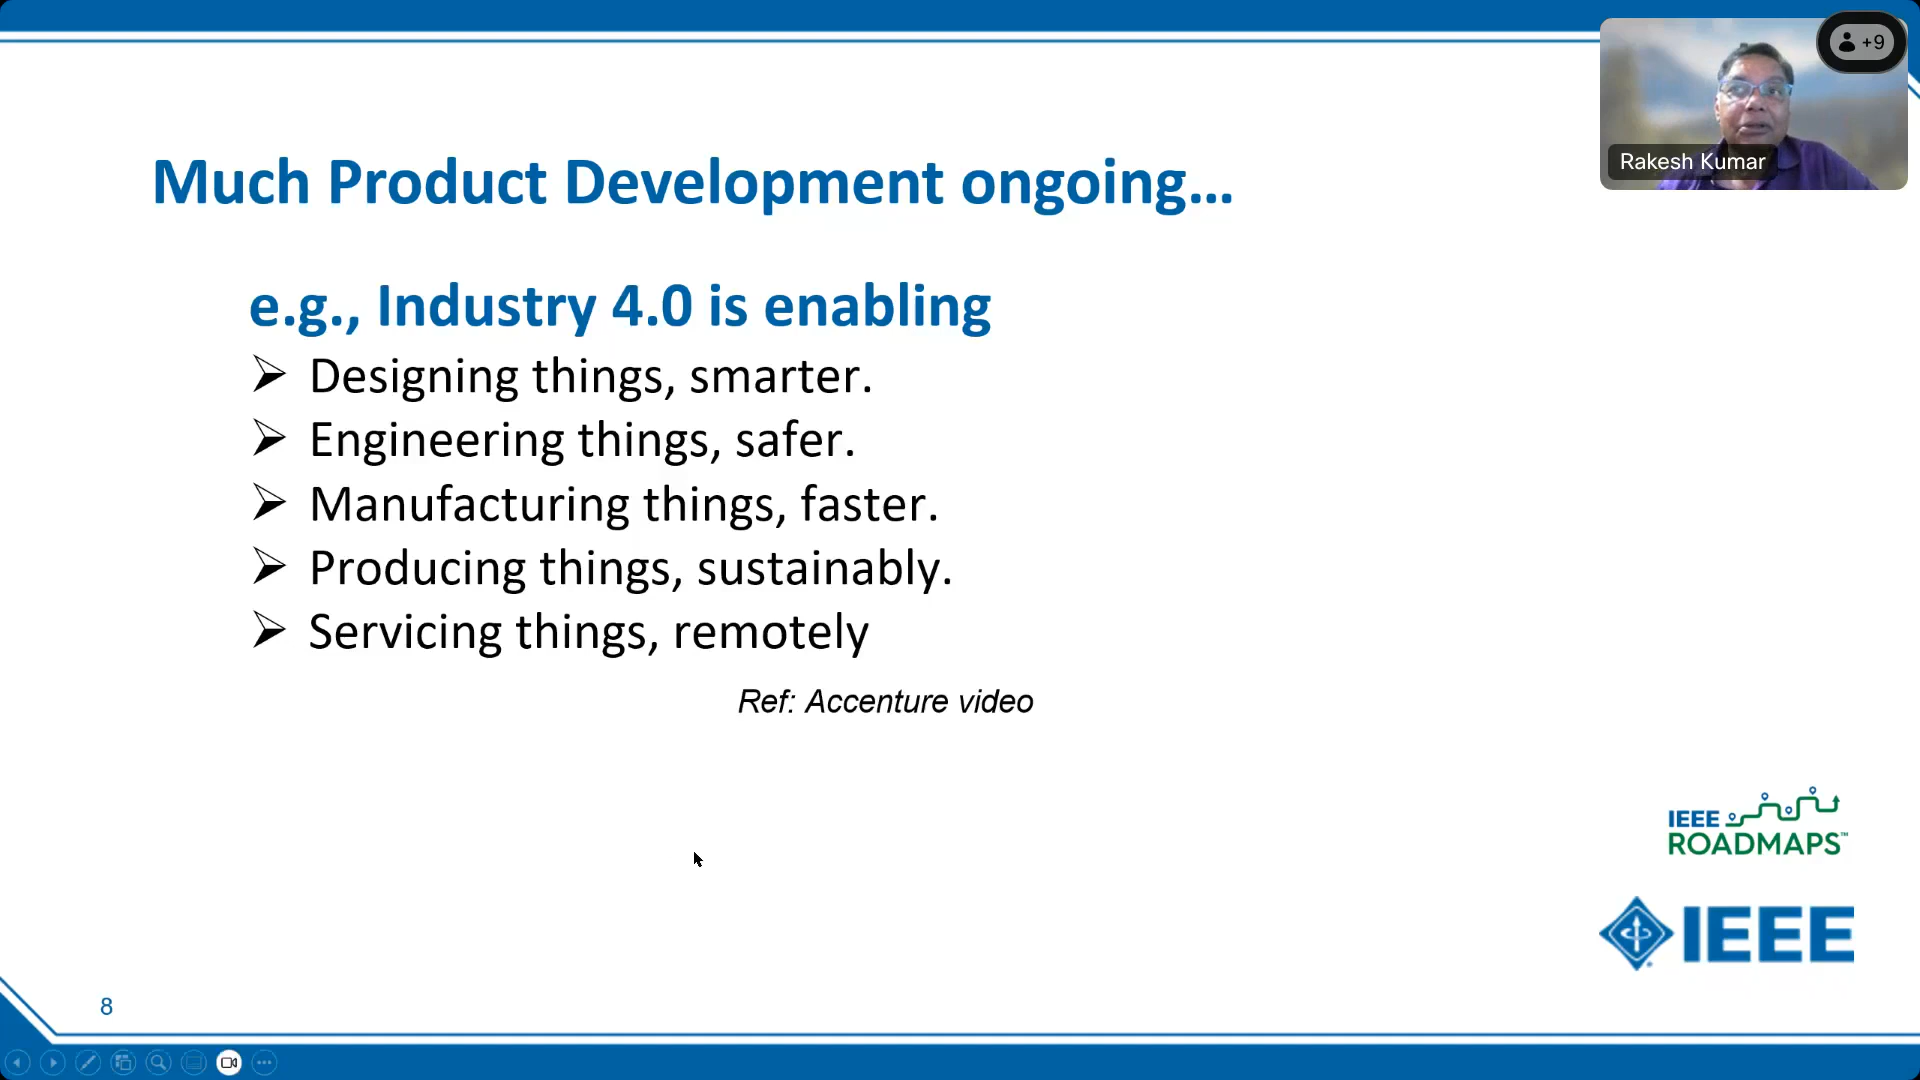 +9
Rakesh Kumar
Much Product Development ongoing...
e.g., Industry 4.0 is enabling
➢ Designing things, smarter.
➢ Engineering things, safer.
➢ Manufacturing things, faster.
➢ Producing things, sustainably.
➢ Servicing things, remotely
Ref: Accenture video
IEEE
ROADMAPS™
IEEE
8